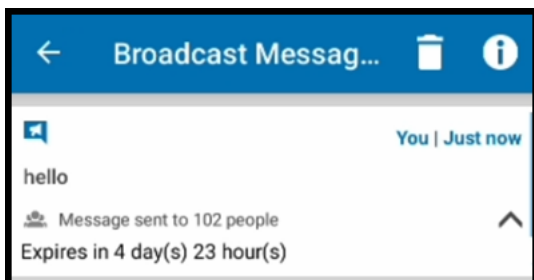 Broadcast Messag...
You | Just now
hello
Message sent to 102 people
Expires in 4 day(s) 23 hour(s)